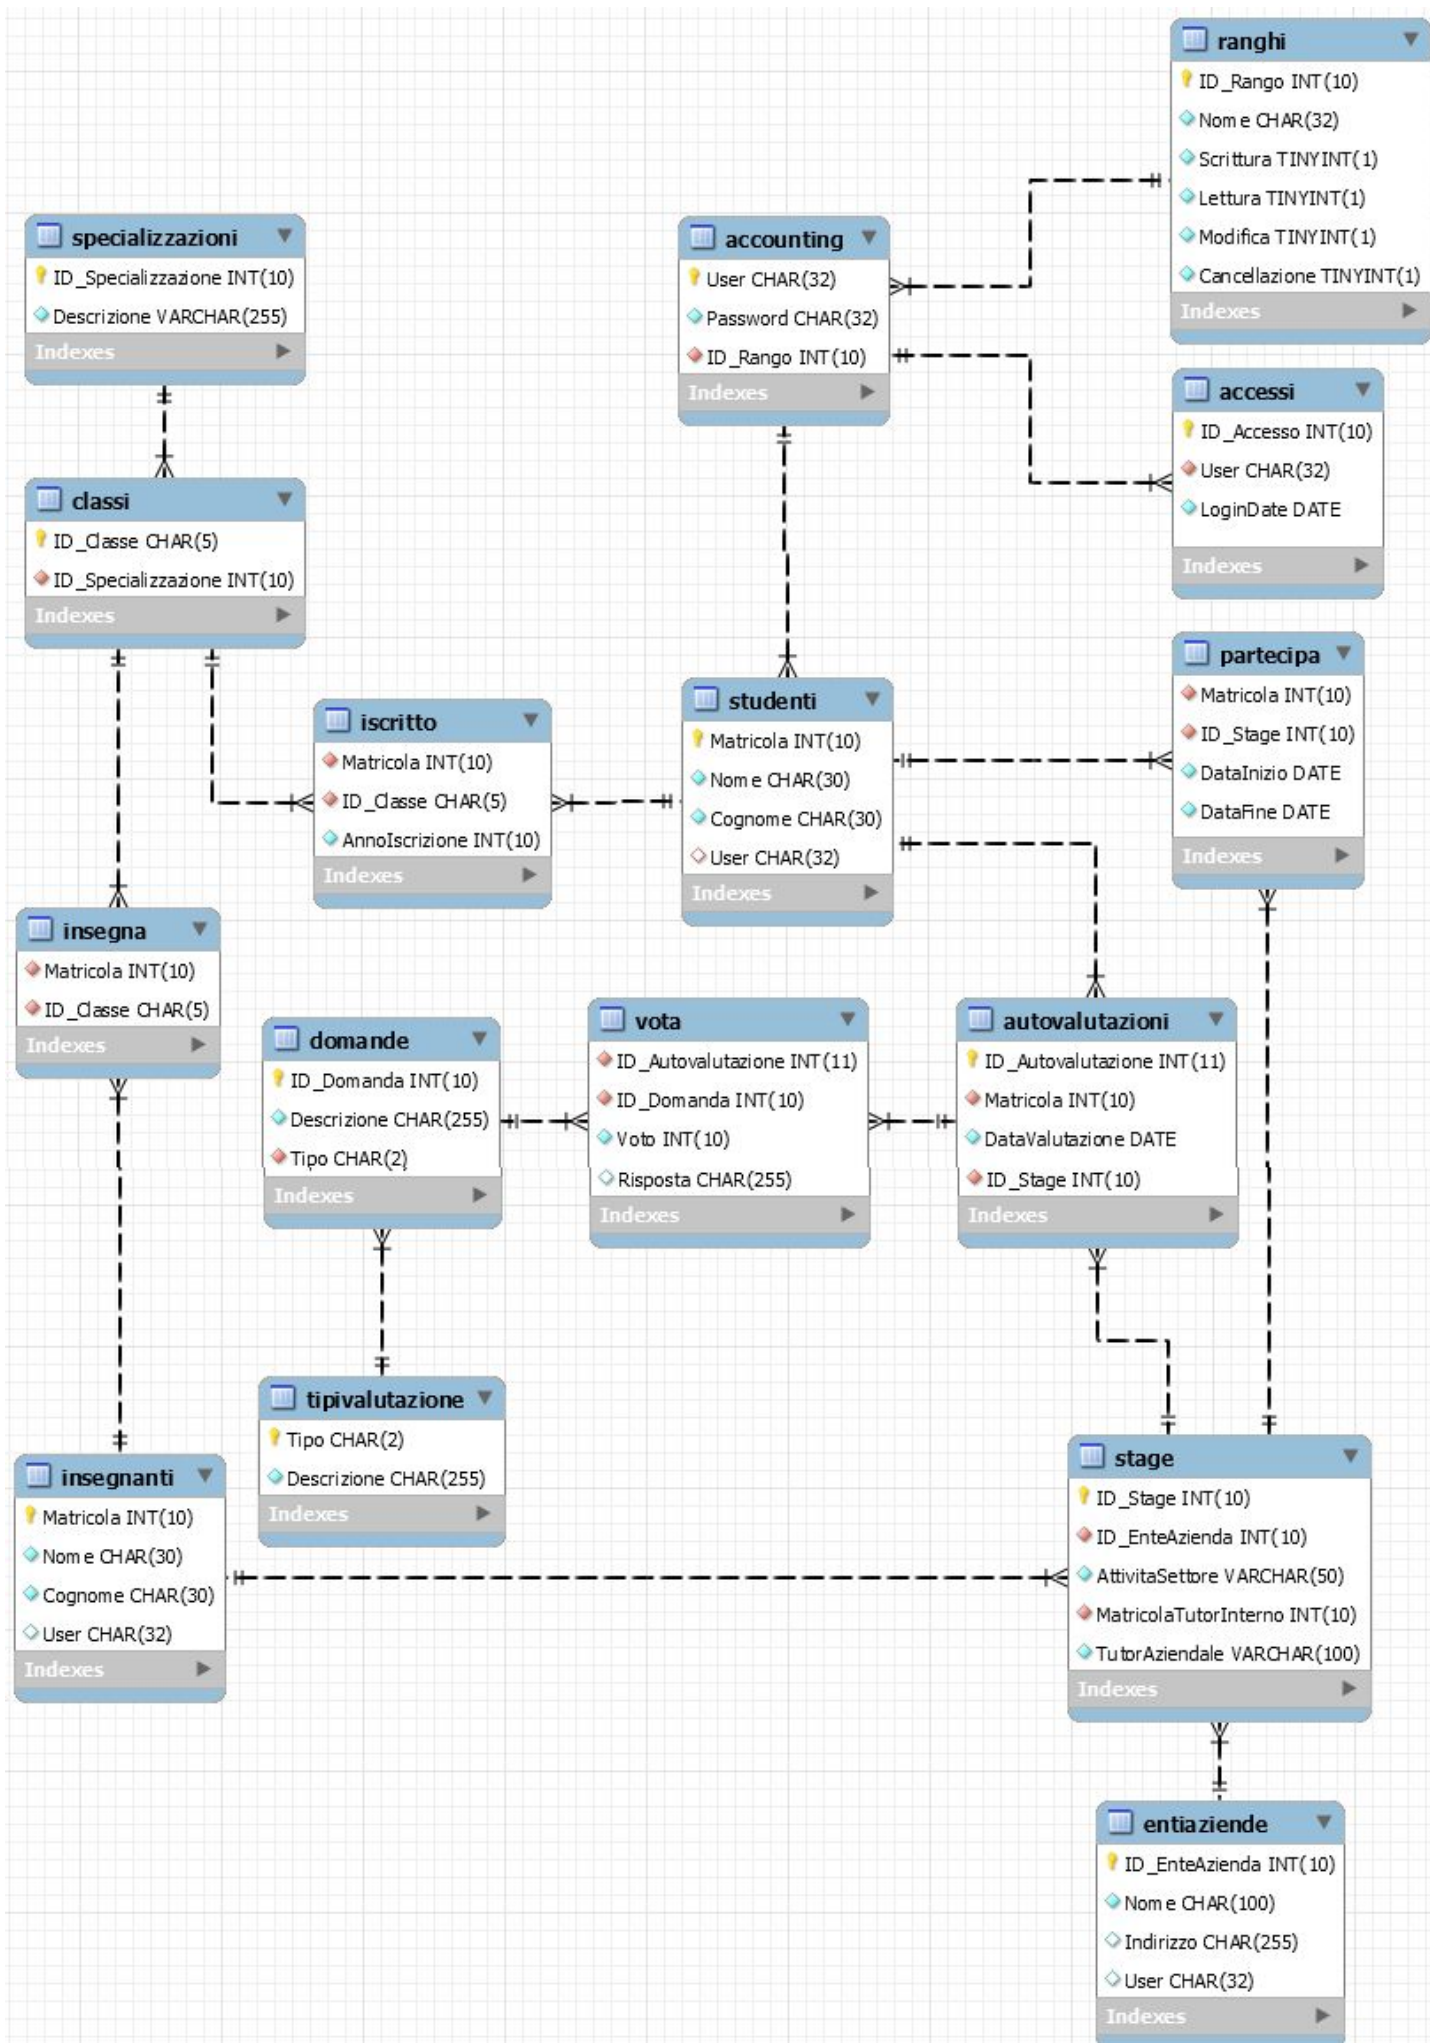 ranghi
ID_Rango INT(10)
Nome CHAR(32)
Scrittura TINYINT(1)
Lettura TINYINT(1)
Modifica TINYINT(1)
Cancellazione TINYINT(1)
Indexes
specializzazioni
ID_Specializzazione INT(10)
Descrizione VARCHAR(255)
Indexes
accounting
User CHAR(32)
Password CHAR(32)
ID_Rango INT(10)
Indexes
accessi
ID_Accesso INT(10)
User CHAR(32)
LoginDate DATE
Indexes
classi
ID_Classe CHAR(5)
ID_Specializzazione INT(10)
Indexes
partecipa
Matricola INT(10)
ID_Stage INT(10)
DataInizio DATE
DataFine DATE
Indexes
iscritto
Matricola INT(10)
ID_Classe CHAR(5)
AnnoIscrizione INT(10)
Indexes
studenti
Matricola INT(10)
Nome CHAR(30)
Cognome CHAR(30)
User CHAR(32)
Indexes
insegna
Matricola INT(10)
ID_Classe CHAR(5)
Indexes
domande
ID_Domanda INT(10)
Descrizione CHAR(255)
Tipo CHAR(2)
Indexes
vota
ID_Autovalutazione INT(11)
ID_Domanda INT(10)
Voto INT(10)
Risposta CHAR(255)
Indexes
autovalutazioni
ID_Autovalutazione INT(11)
Matricola INT(10)
DataValutazione DATE
ID_Stage INT(10)
Indexes
tipivalutazione
Tipo CHAR(2)
Descrizione CHAR(255)
Indexes
insegnanti
Matricola INT(10)
Nome CHAR(30)
Cognome CHAR(30)
User CHAR(32)
Indexes
stage
ID_Stage INT(10)
ID_EnteAzienda INT(10)
AttivitaSettore VARCHAR(50)
MatricolaTutorInterno INT(10)
TutorAziendale VARCHAR(100)
Indexes
entiaziende
ID_EnteAzienda INT(10)
Nome CHAR(100)
Indirizzo CHAR(255)
User CHAR(32)
Indexes